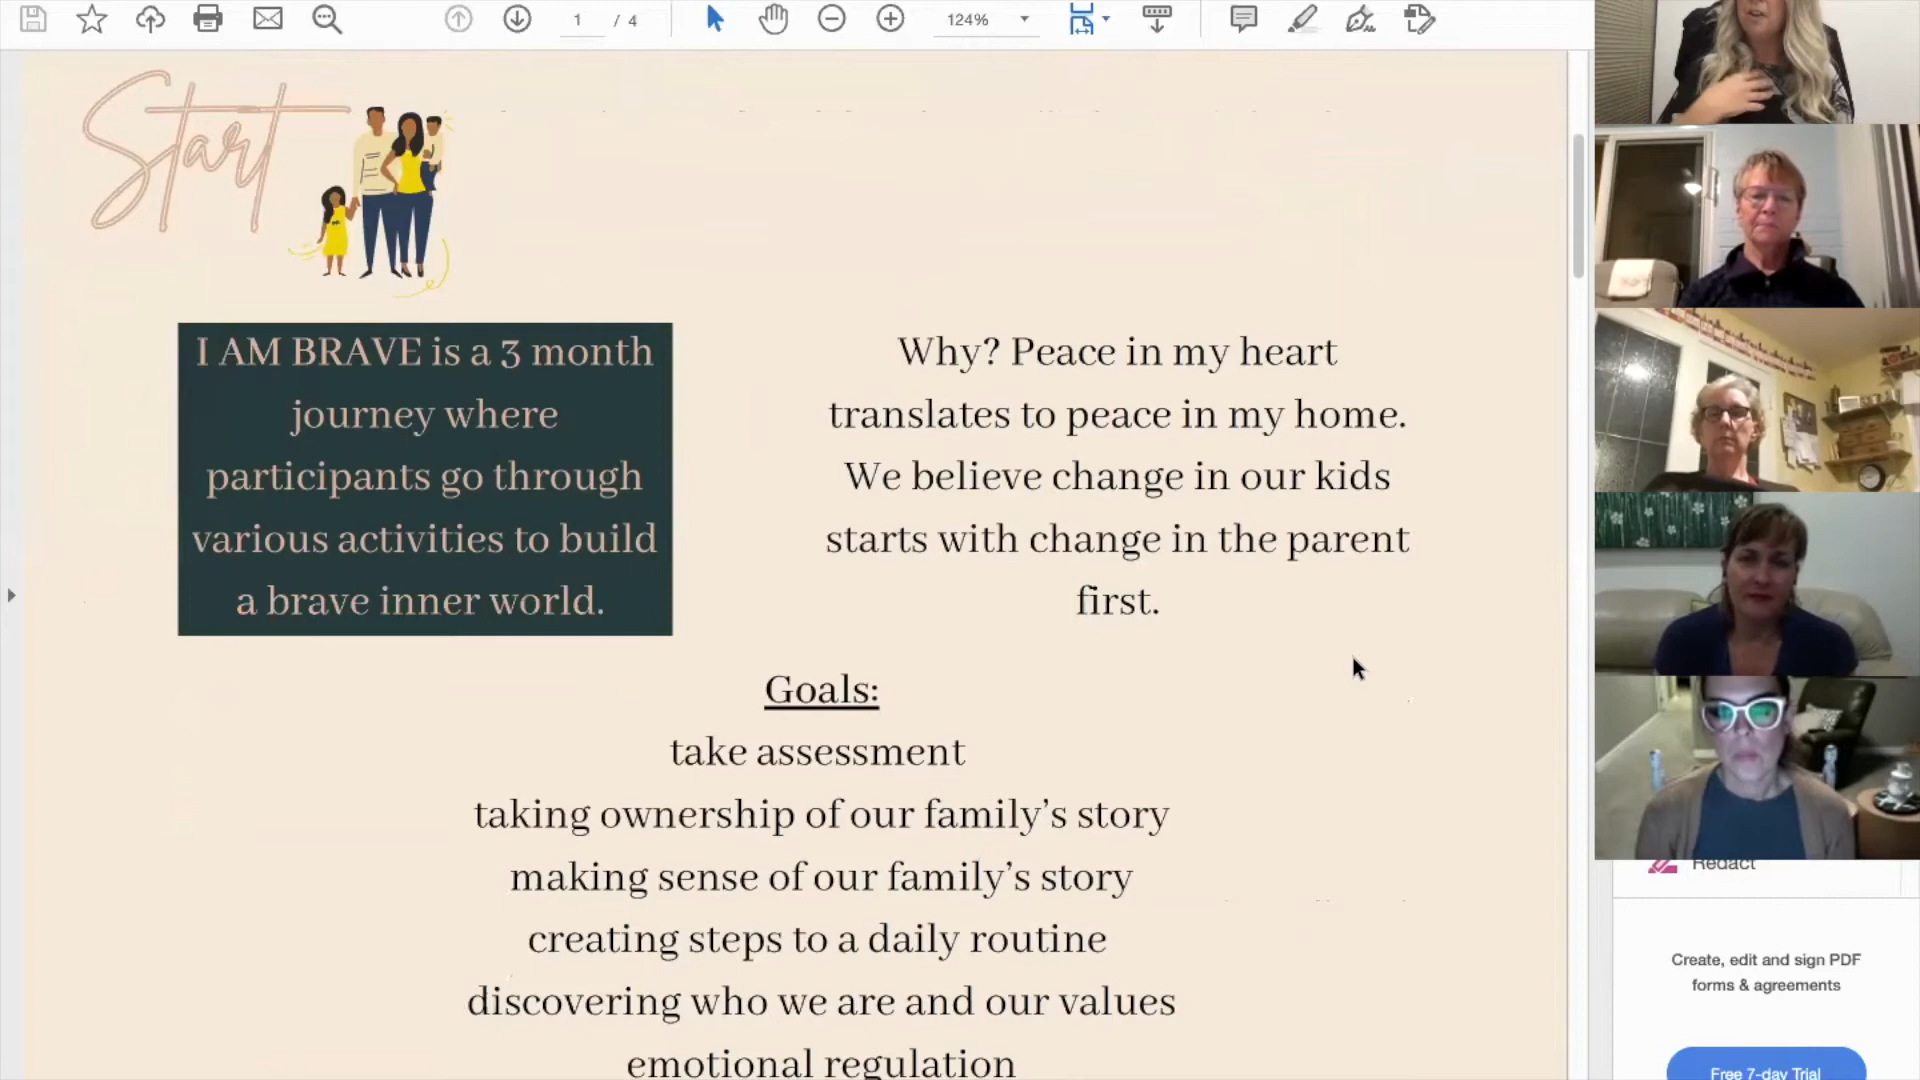 1 / 4
124%
Start
I AM BRAVE is a 3 month
journey where
participants go through
various activities to build
a brave inner world.
Why? Peace in my heart
translates to peace in my home.
We believe change in our kids
starts with change in the parent
first.
Goals:
take assessment
taking ownership of our family’s story
making sense of our family’s story
creating steps to a daily routine
discovering who we are and our values
emotional regulation
Redact
Create, edit and sign PDF
forms & agreements
Free 7-day Trial